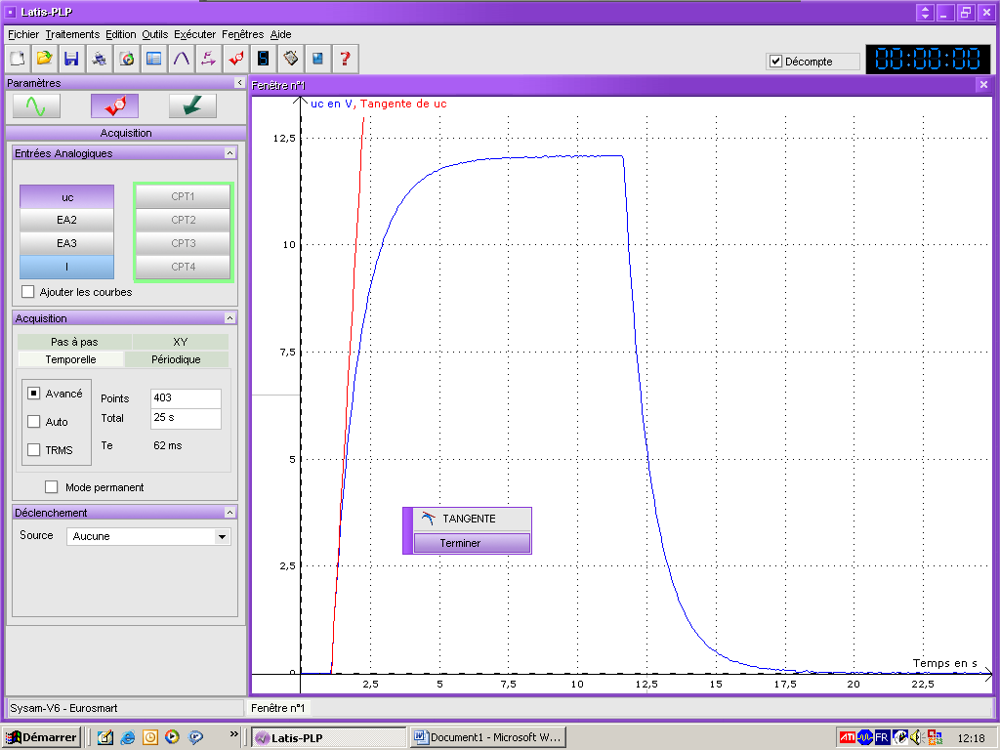 Latis-PLP
Fichier Traitements Edition Outils Exécuter Fenêtres Aide
Décompte 00:00:00
Paramètres
Acquisition
Entrées Analogiques
uc CPT1
EA2 CPT2
EA3 CPT3
I CPT4
Ajouter les courbes
Acquisition
Pas à pas XY
Temporelle Périodique
Avancé
Auto
TRMS
Points 403
Total 25 s
Te 62 ms
Mode permanent
Déclenchement
Source Aucune
Sysam-V6 - Eurosmart
Fenêtre n°1
uc en V, Tangente de uc
12,5
10
7,5
5
2,5
0
TANGENTE
Terminer
Temps en s
2,5 5 7,5 10 12,5 15 17,5 20 22,5
Fenêtre n°1
Démarrer Latis-PLP Document1 - Microsoft W... ATI FR 12:18